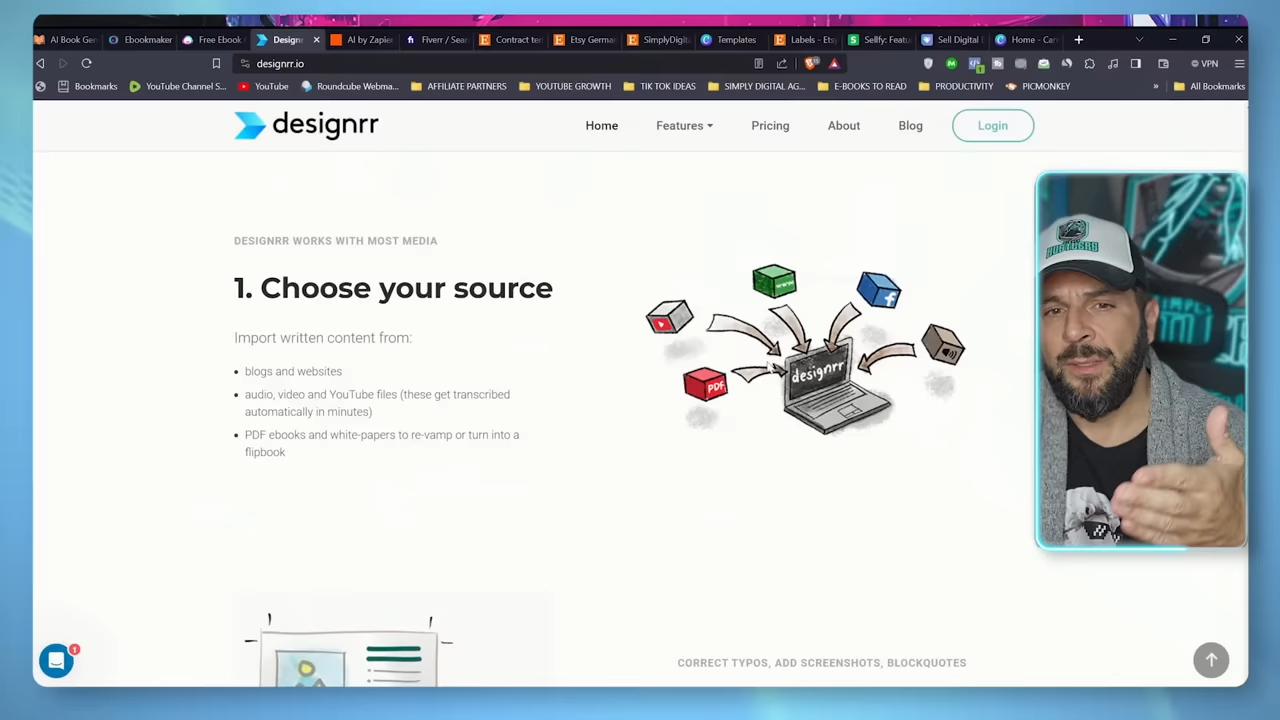 AI Book Gen
Ebookmaker
Free Ebook
Designr
AI by Zapier
Fiverr / Sear
Contract ter
Etsy Germa
SimplyDigit
Templates
Labels – Ets
Sellfy: Featu
Sell Digital
Home - Can
designrr.io
VPN
Bookmarks
YouTube Channel S...
YouTube
Roundcube Webma...
AFFILIATE PARTNERS
YOUTUBE GROWTH
TIK TOK IDEAS
SIMPLY DIGITAL AG...
E-BOOKS TO READ
PRODUCTIVITY
PICMONKEY
»
All Bookmarks
designrr
Home
Features
Pricing
About
Blog
Login
DESIGNRR WORKS WITH MOST MEDIA
1. Choose your source
Import written content from:
• blogs and websites
• audio, video and YouTube files (these get transcribed
automatically in minutes)
• PDF ebooks and white-papers to re-vamp or turn into a
flipbook
www
f
PDF
designrr
HUSTLERS
CORRECT TYPOS, ADD SCREENSHOTS, BLOCKQUOTES
1